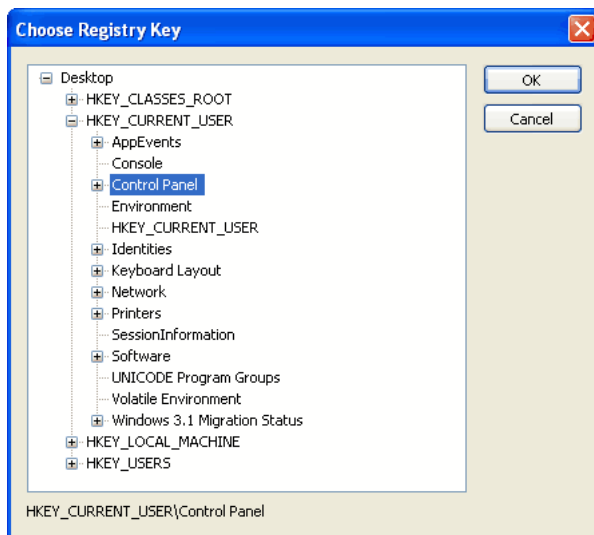 Choose Registry Key
Desktop
HKEY_CLASSES_ROOT
HKEY_CURRENT_USER
AppEvents
Console
Control Panel
Environment
HKEY_CURRENT_USER
Identities
Keyboard Layout
Network
Printers
SessionInformation
Software
UNICODE Program Groups
Volatile Environment
Windows 3.1 Migration Status
HKEY_LOCAL_MACHINE
HKEY_USERS
OK
Cancel
HKEY_CURRENT_USER\Control Panel